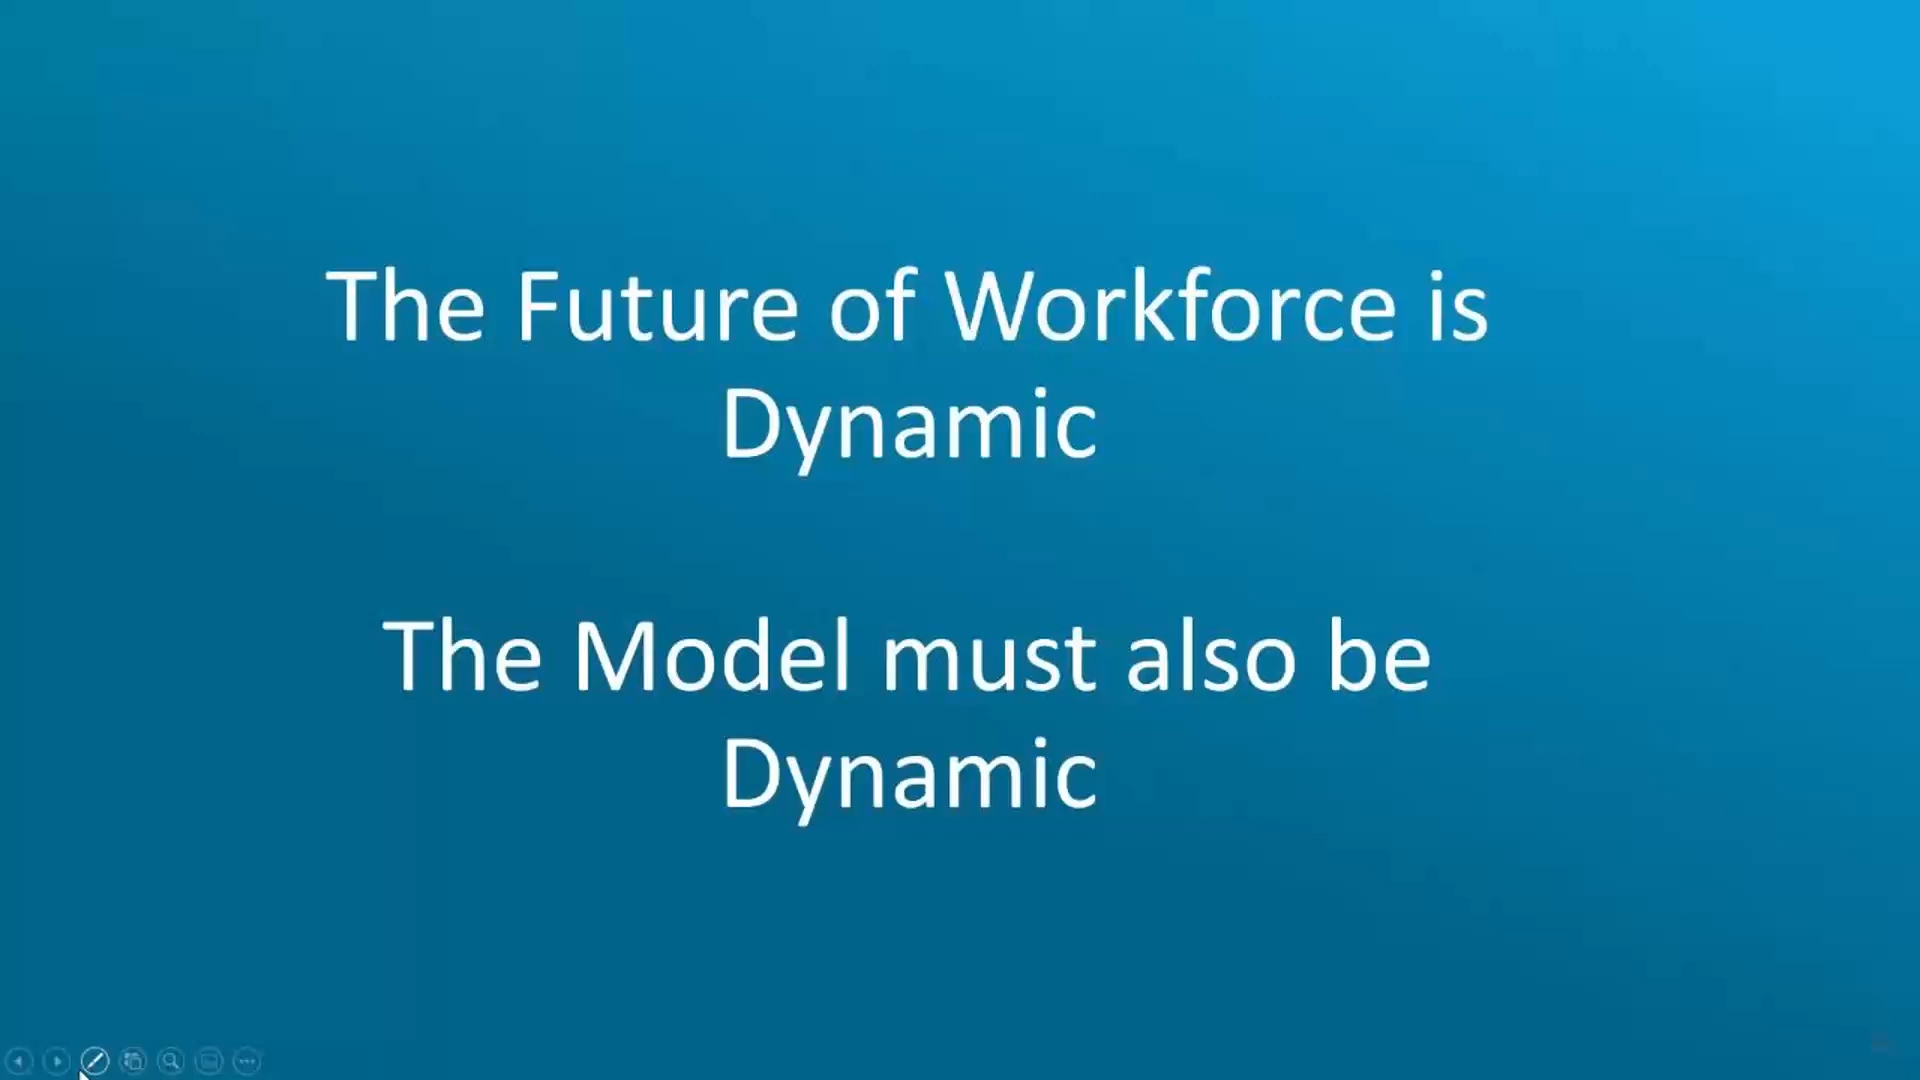 The Future of Workforce is
Dynamic
The Model must also be
Dynamic